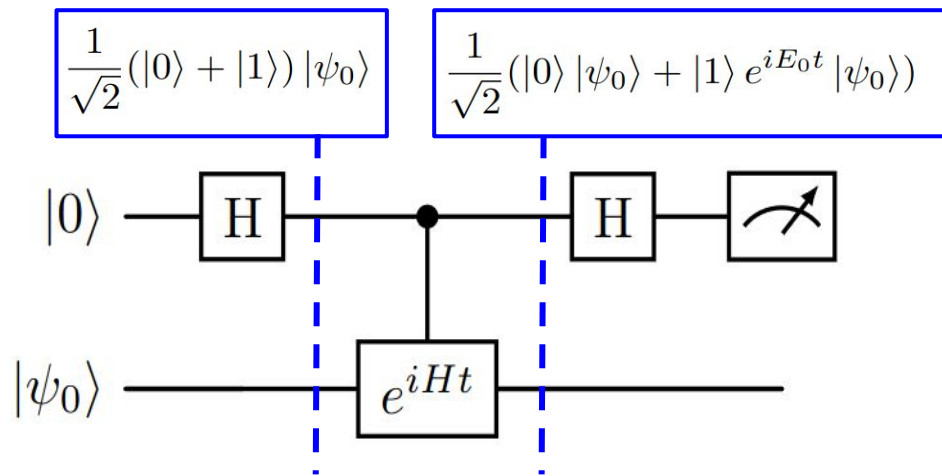 1/√2 (|0⟩ + |1⟩) |ψ₀⟩
1/√2 (|0⟩ |ψ₀⟩ + |1⟩ e^{iE₀t} |ψ₀⟩)
|0⟩ H H
|ψ₀⟩ e^{iHt}